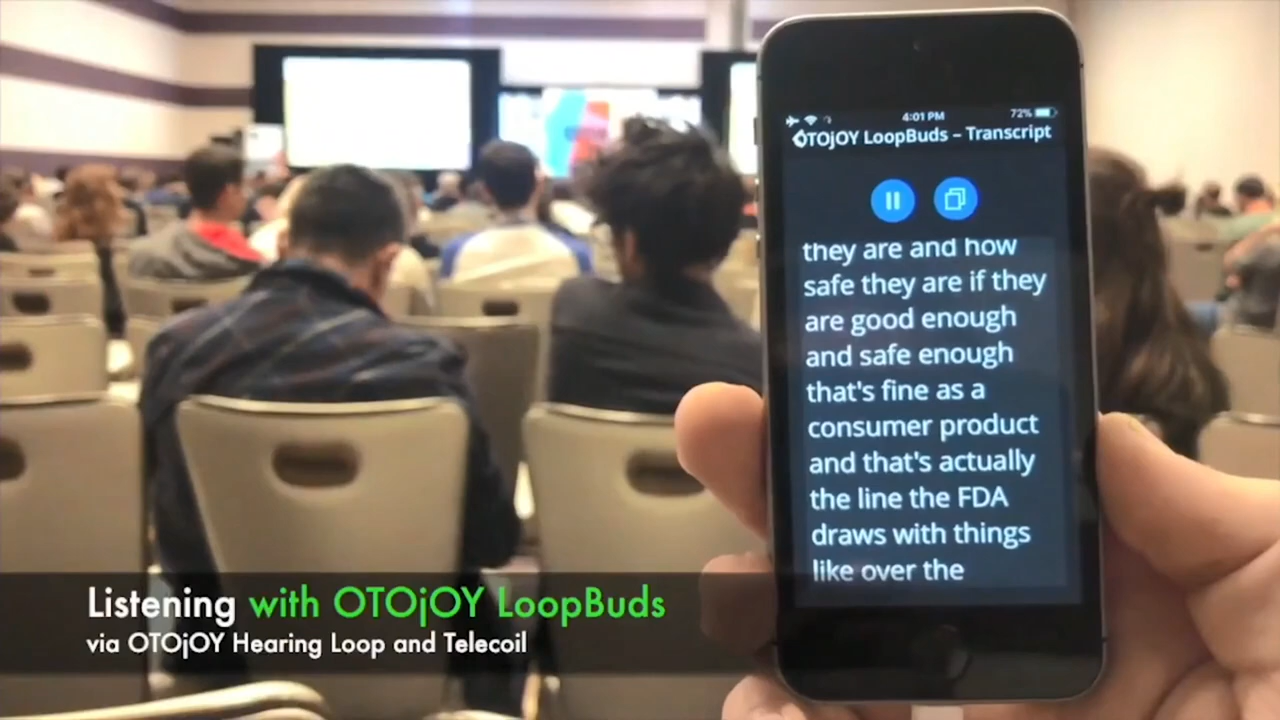 4:01 PM
72%
OTOjOY LoopBuds – Transcript
they are and how
safe they are if they
are good enough
and safe enough
that's fine as a
consumer product
and that's actually
the line the FDA
draws with things
like over the
Listening with OTOjOY LoopBuds
via OTOjOY Hearing Loop and Telecoil